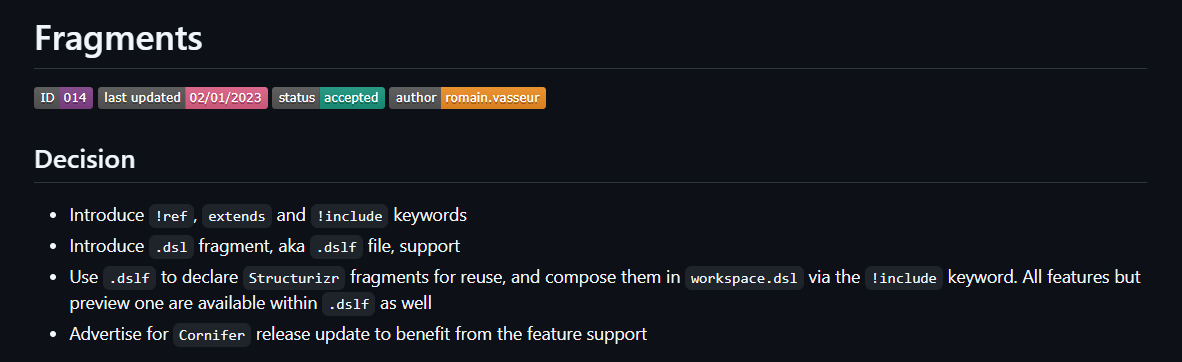 Fragments
ID 014 last updated 02/01/2023 status accepted author romain.vasseur
Decision
• Introduce !ref, extends and !include keywords
• Introduce .dsl fragment, aka .dslf file, support
• Use .dslf to declare Structurizr fragments for reuse, and compose them in workspace.dsl via the !include keyword. All features but
preview one are available within .dslf as well
• Advertise for Cornifer release update to benefit from the feature support